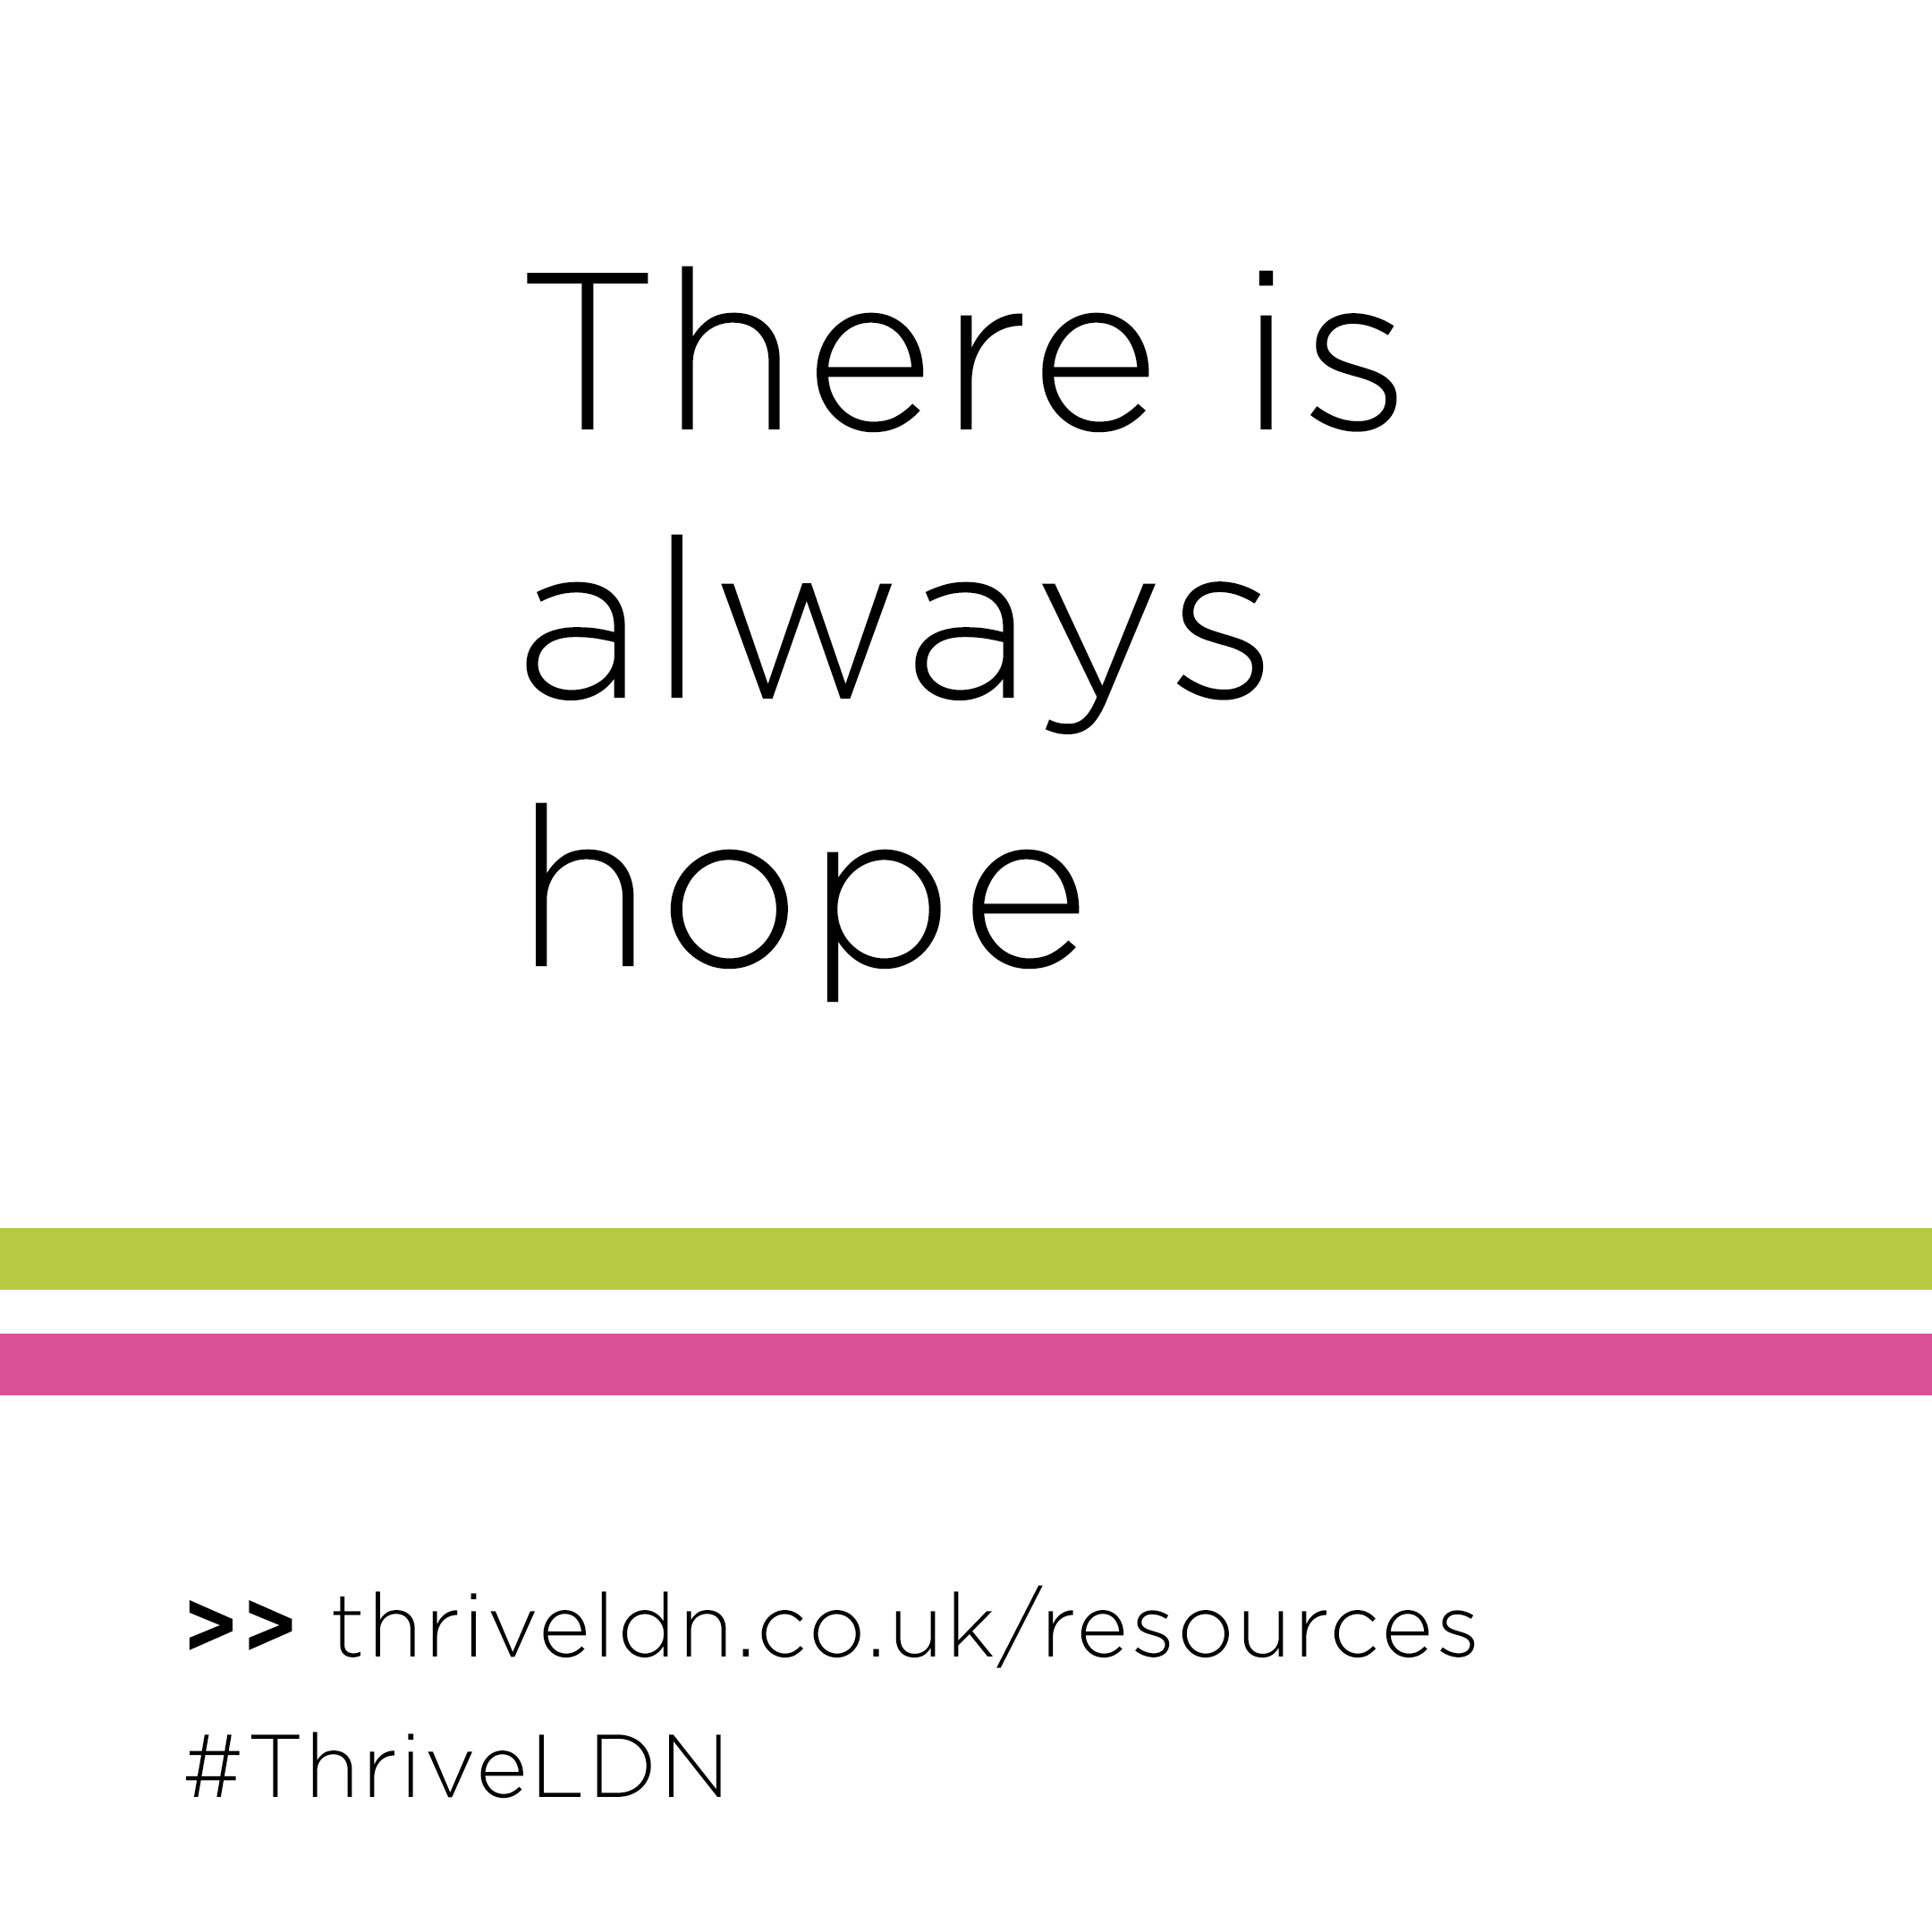 There is
always
hope
>> thriveldn.co.uk/resources
#ThriveLDN